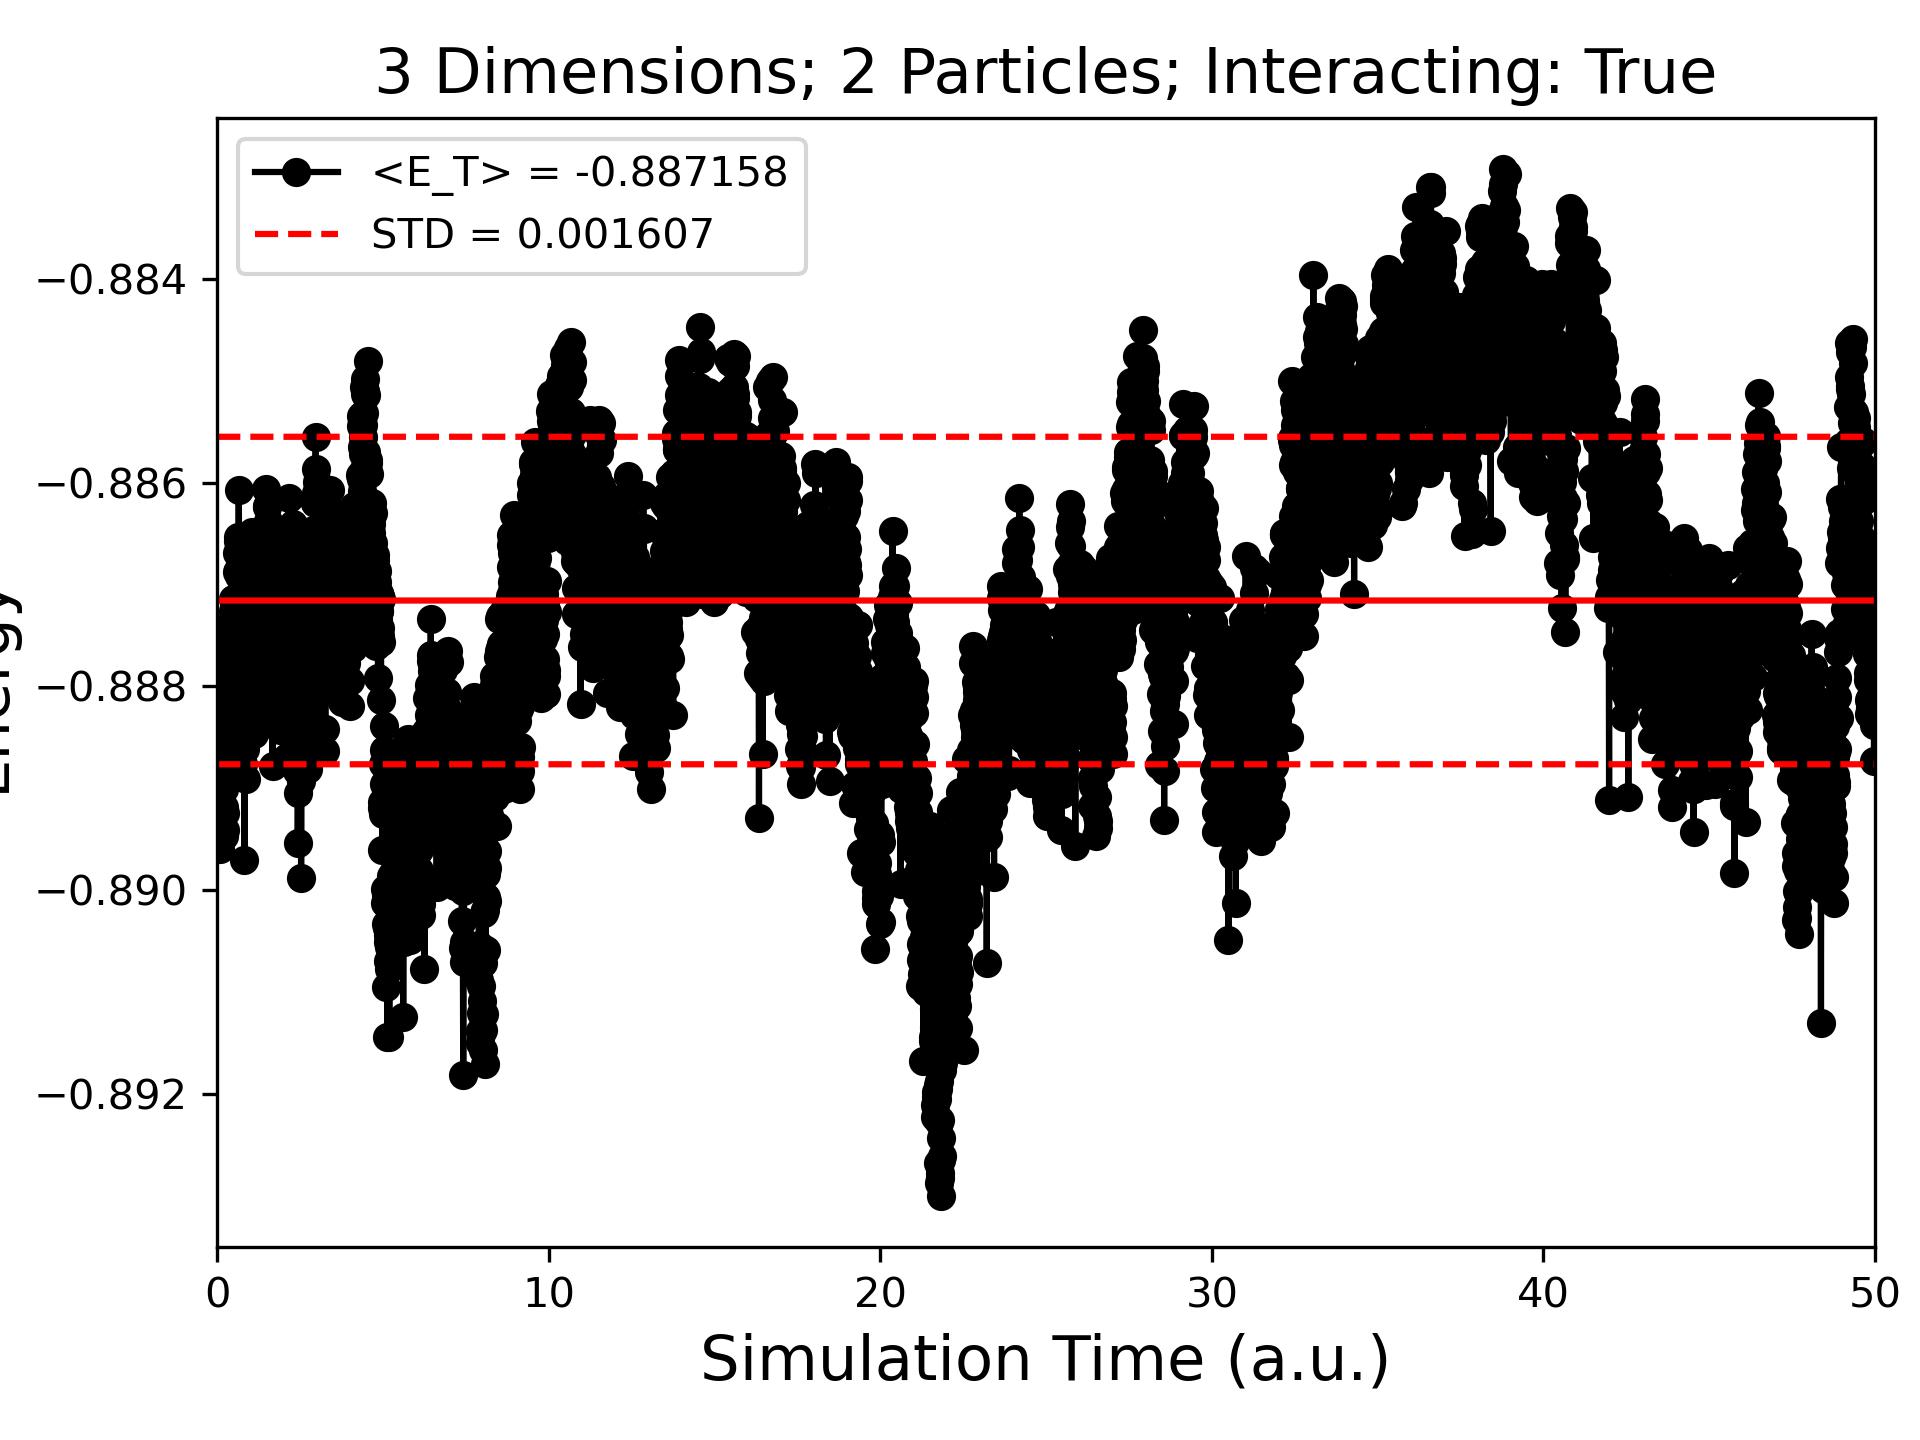 3 Dimensions; 2 Particles; Interacting: True
<E_T> = -0.887158
STD = 0.001607
−0.884
−0.886
−0.888
−0.890
−0.892
0 10 20 30 40 50
Simulation Time (a.u.)